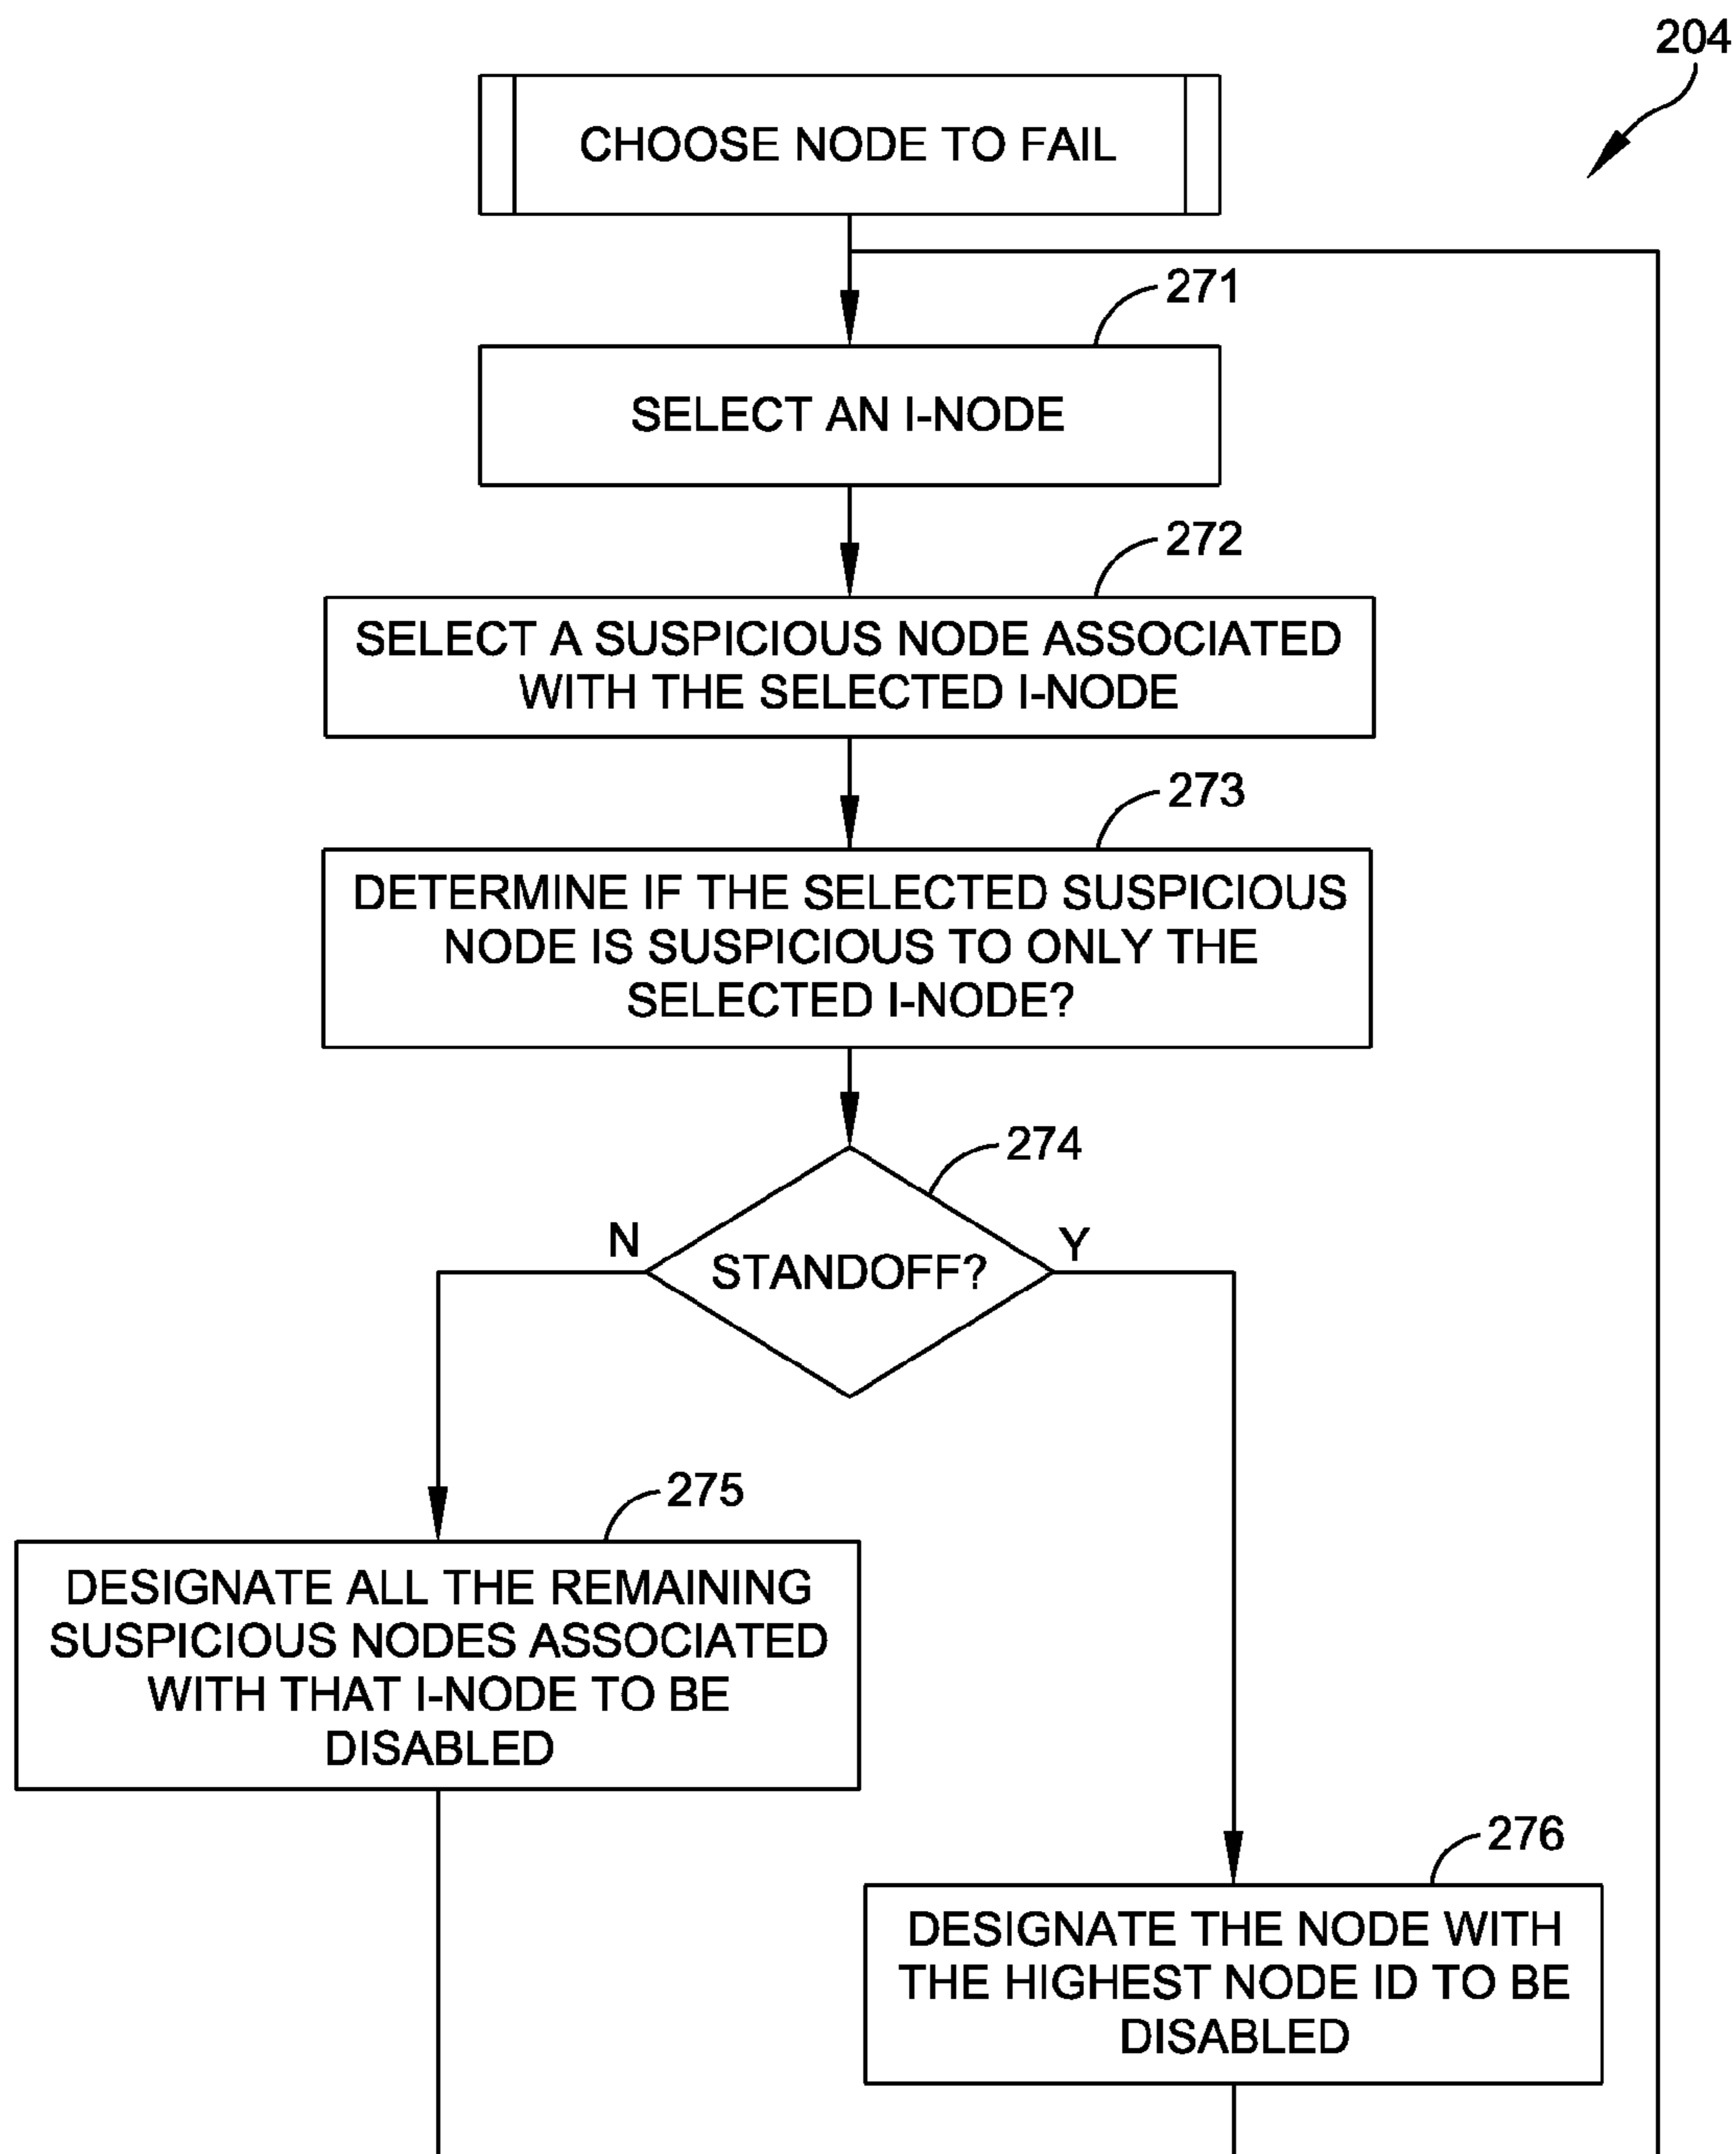 204
CHOOSE NODE TO FAIL
271
SELECT AN I-NODE
272
SELECT A SUSPICIOUS NODE ASSOCIATED
WITH THE SELECTED I-NODE
273
DETERMINE IF THE SELECTED SUSPICIOUS
NODE IS SUSPICIOUS TO ONLY THE
SELECTED I-NODE?
274
N
STANDOFF?
Y
275
DESIGNATE ALL THE REMAINING
SUSPICIOUS NODES ASSOCIATED
WITH THAT I-NODE TO BE
DISABLED
276
DESIGNATE THE NODE WITH
THE HIGHEST NODE ID TO BE
DISABLED